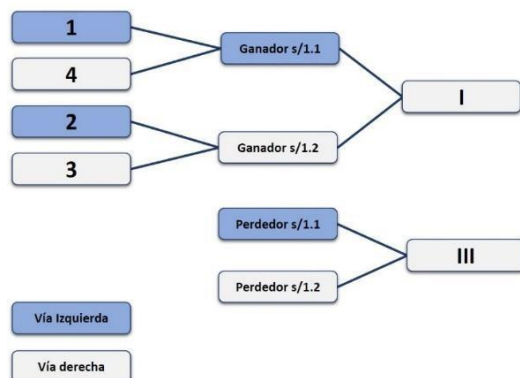 1
4
2
3
Ganador s/1.1
Ganador s/1.2
I
Perdedor s/1.1
Perdedor s/1.2
III
Vía Izquierda
Vía derecha